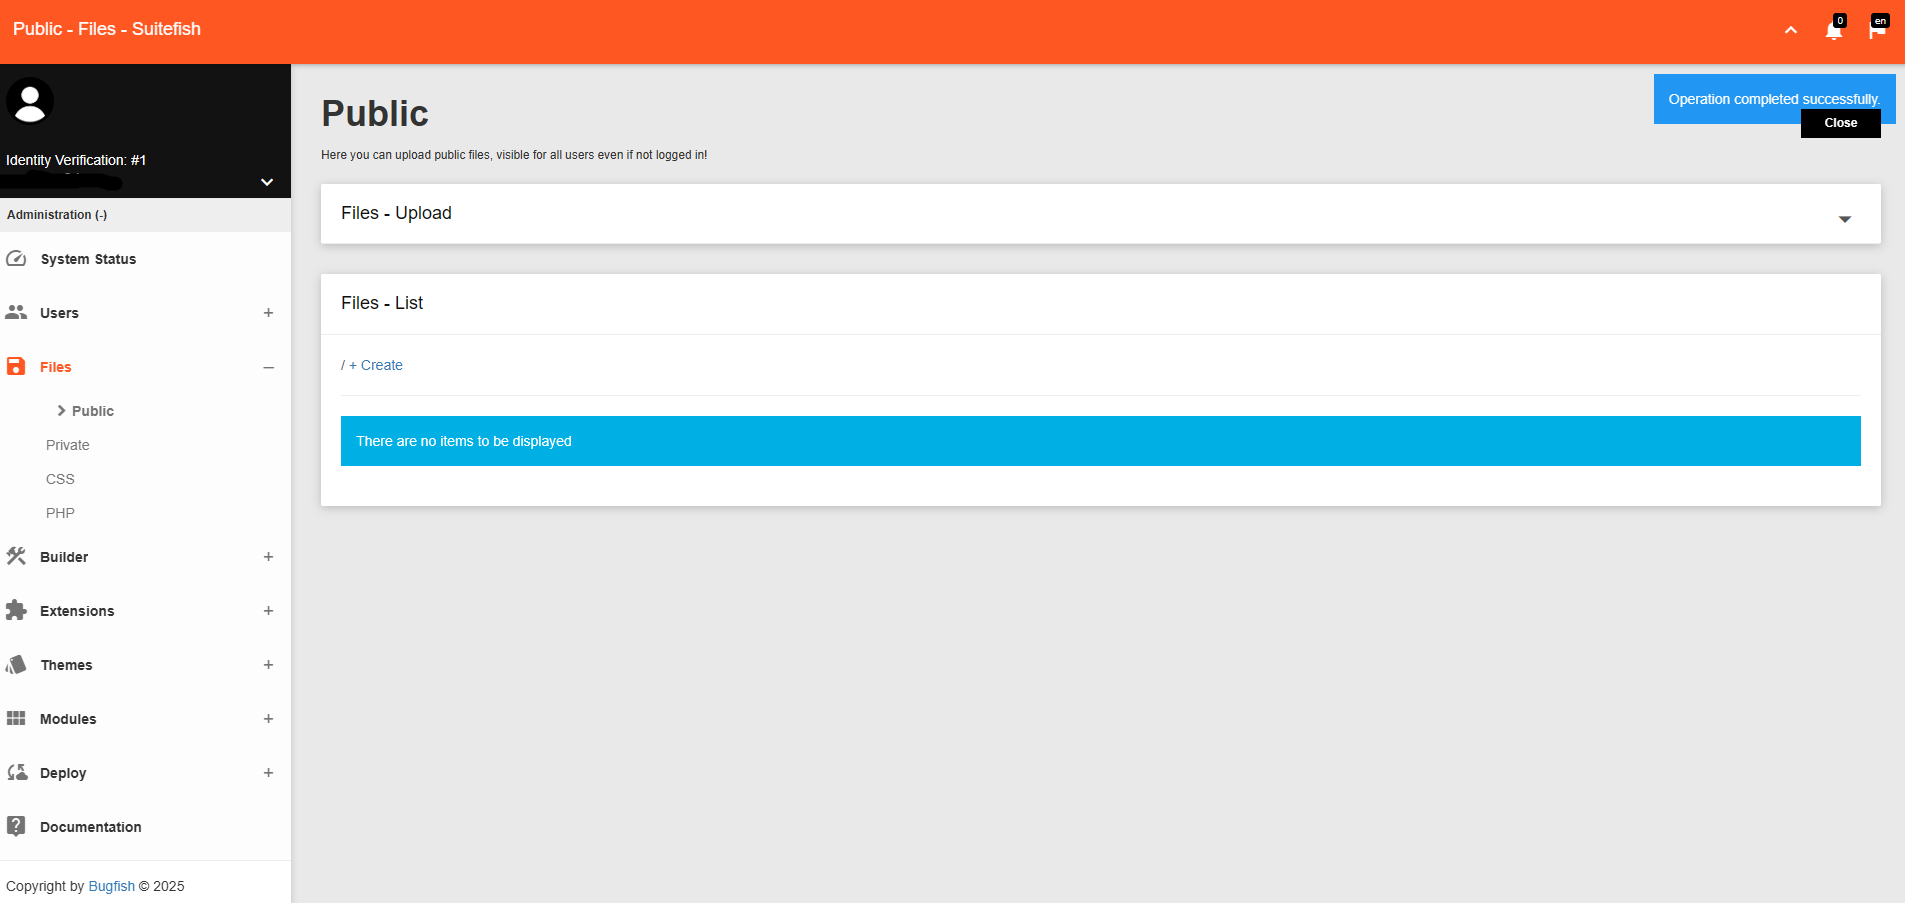 Public - Files - Suitefish
0
en
Operation completed successfully.
Close
Identity Verification: #1
Administration (-)
System Status
Users +
Files –
Public
Private
CSS
PHP
Builder +
Extensions +
Themes +
Modules +
Deploy +
Documentation
Copyright by Bugfish © 2025
Public
Here you can upload public files, visible for all users even if not logged in!
Files - Upload
Files - List
/ + Create
There are no items to be displayed